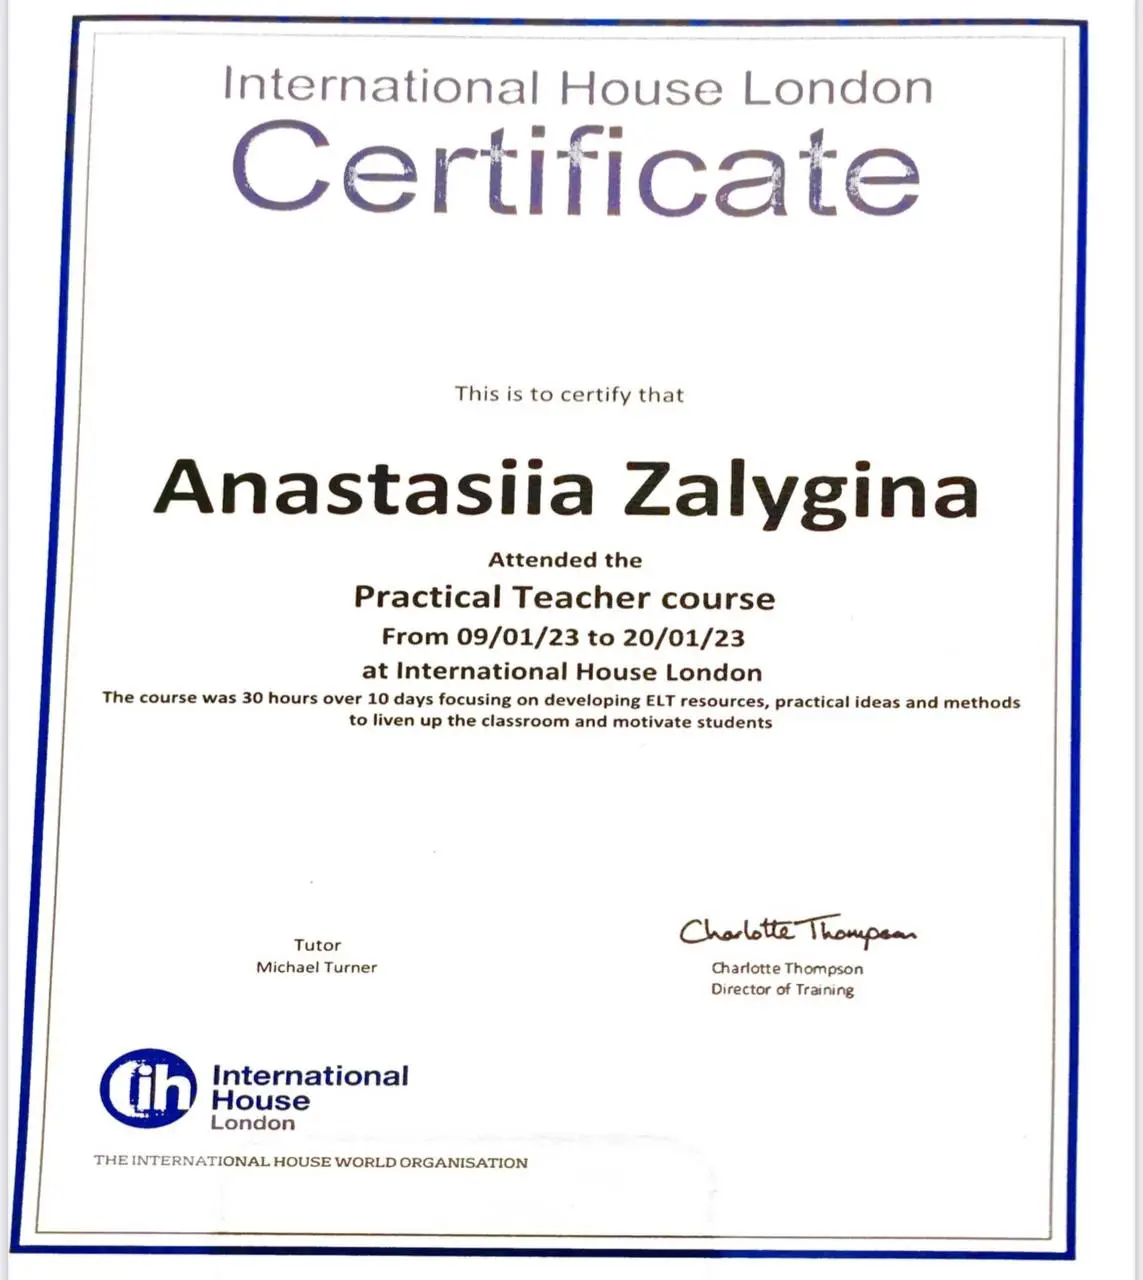 International House London
Certificate
This is to certify that
Anastasiia Zalygina
Attended the
Practical Teacher course
From 09/01/23 to 20/01/23
at International House London
The course was 30 hours over 10 days focusing on developing ELT resources, practical ideas and methods
to liven up the classroom and motivate students
Tutor
Michael Turner
Charlotte Thompson
Charlotte Thompson
Director of Training
ih
International
House
London
THE INTERNATIONAL HOUSE WORLD ORGANISATION